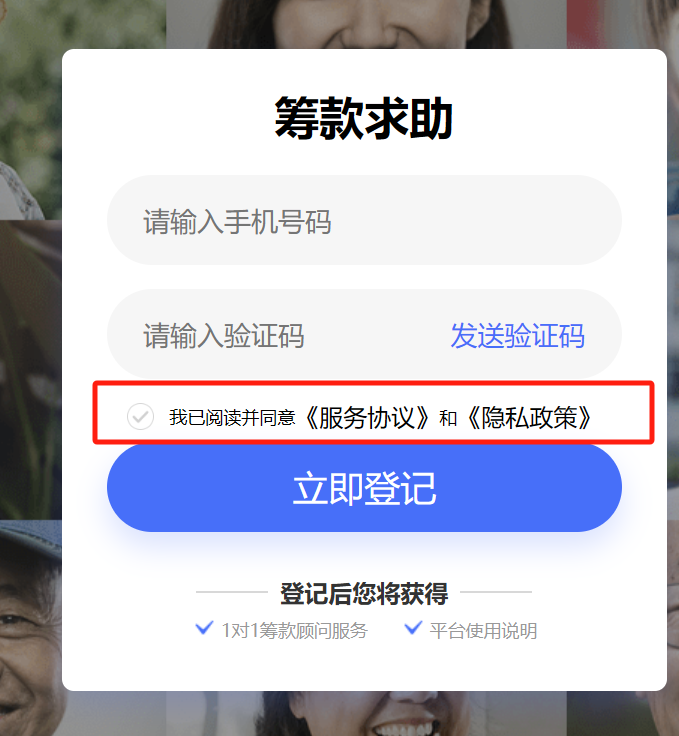 筹款求助
请输入手机号码
请输入验证码 发送验证码
我已阅读并同意《服务协议》和《隐私政策》
立即登记
登记后您将获得
1对1筹款顾问服务 平台使用说明